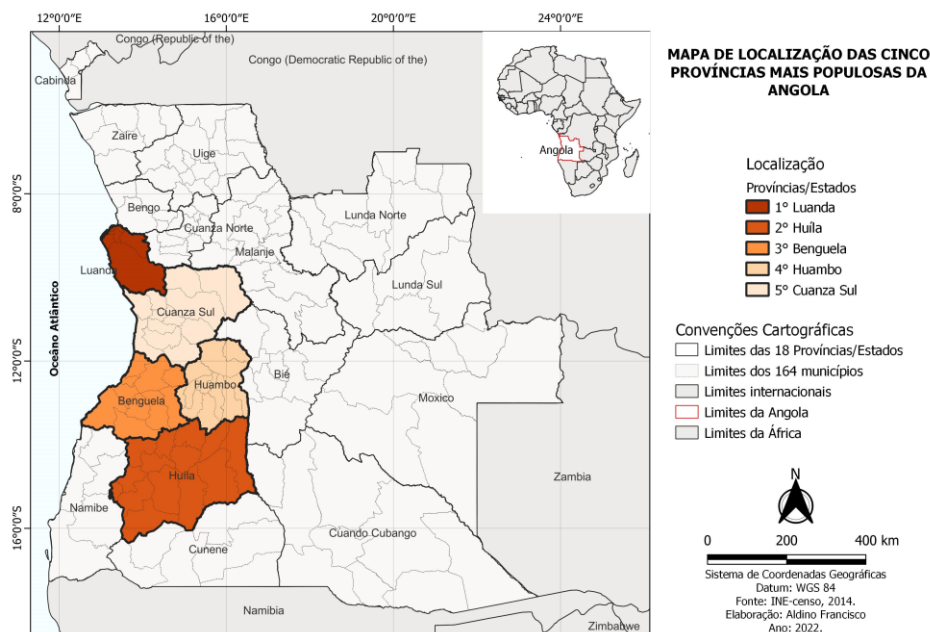 12°0'0"E
16°0'0"E
20°0'0"E
24°0'0"E
Congo (Republic of the)
Congo (Democratic Republic of the)
Cabinda
Zaire
Uige
8°0'0"S
Bengo
Cuanza Norte
Lunda Norte
Malanje
Luanda
Lunda Sul
Cuanza Sul
Oceâno Atlântico
12°0'0"S
Huambo
Bié
Benguela
Moxico
Huíla
Zambia
Namibe
16°0'0"S
Cuando Cubango
Cunene
Namibia
Zimbabwe
Angola
MAPA DE LOCALIZAÇÃO DAS CINCO
PROVÍNCIAS MAIS POPULOSAS DA
ANGOLA
Localização
Províncias/Estados
1° Luanda
2° Huíla
3° Benguela
4° Huambo
5° Cuanza Sul
Convenções Cartográficas
Limites das 18 Províncias/Estados
Limites dos 164 municípios
Limites internacionais
Limites da Angola
Limites da África
N
0 200 400 km
Sistema de Coordenadas Geográficas
Datum: WGS 84
Fonte: INE-censo, 2014.
Elaboração: Aldino Francisco
Ano: 2022.